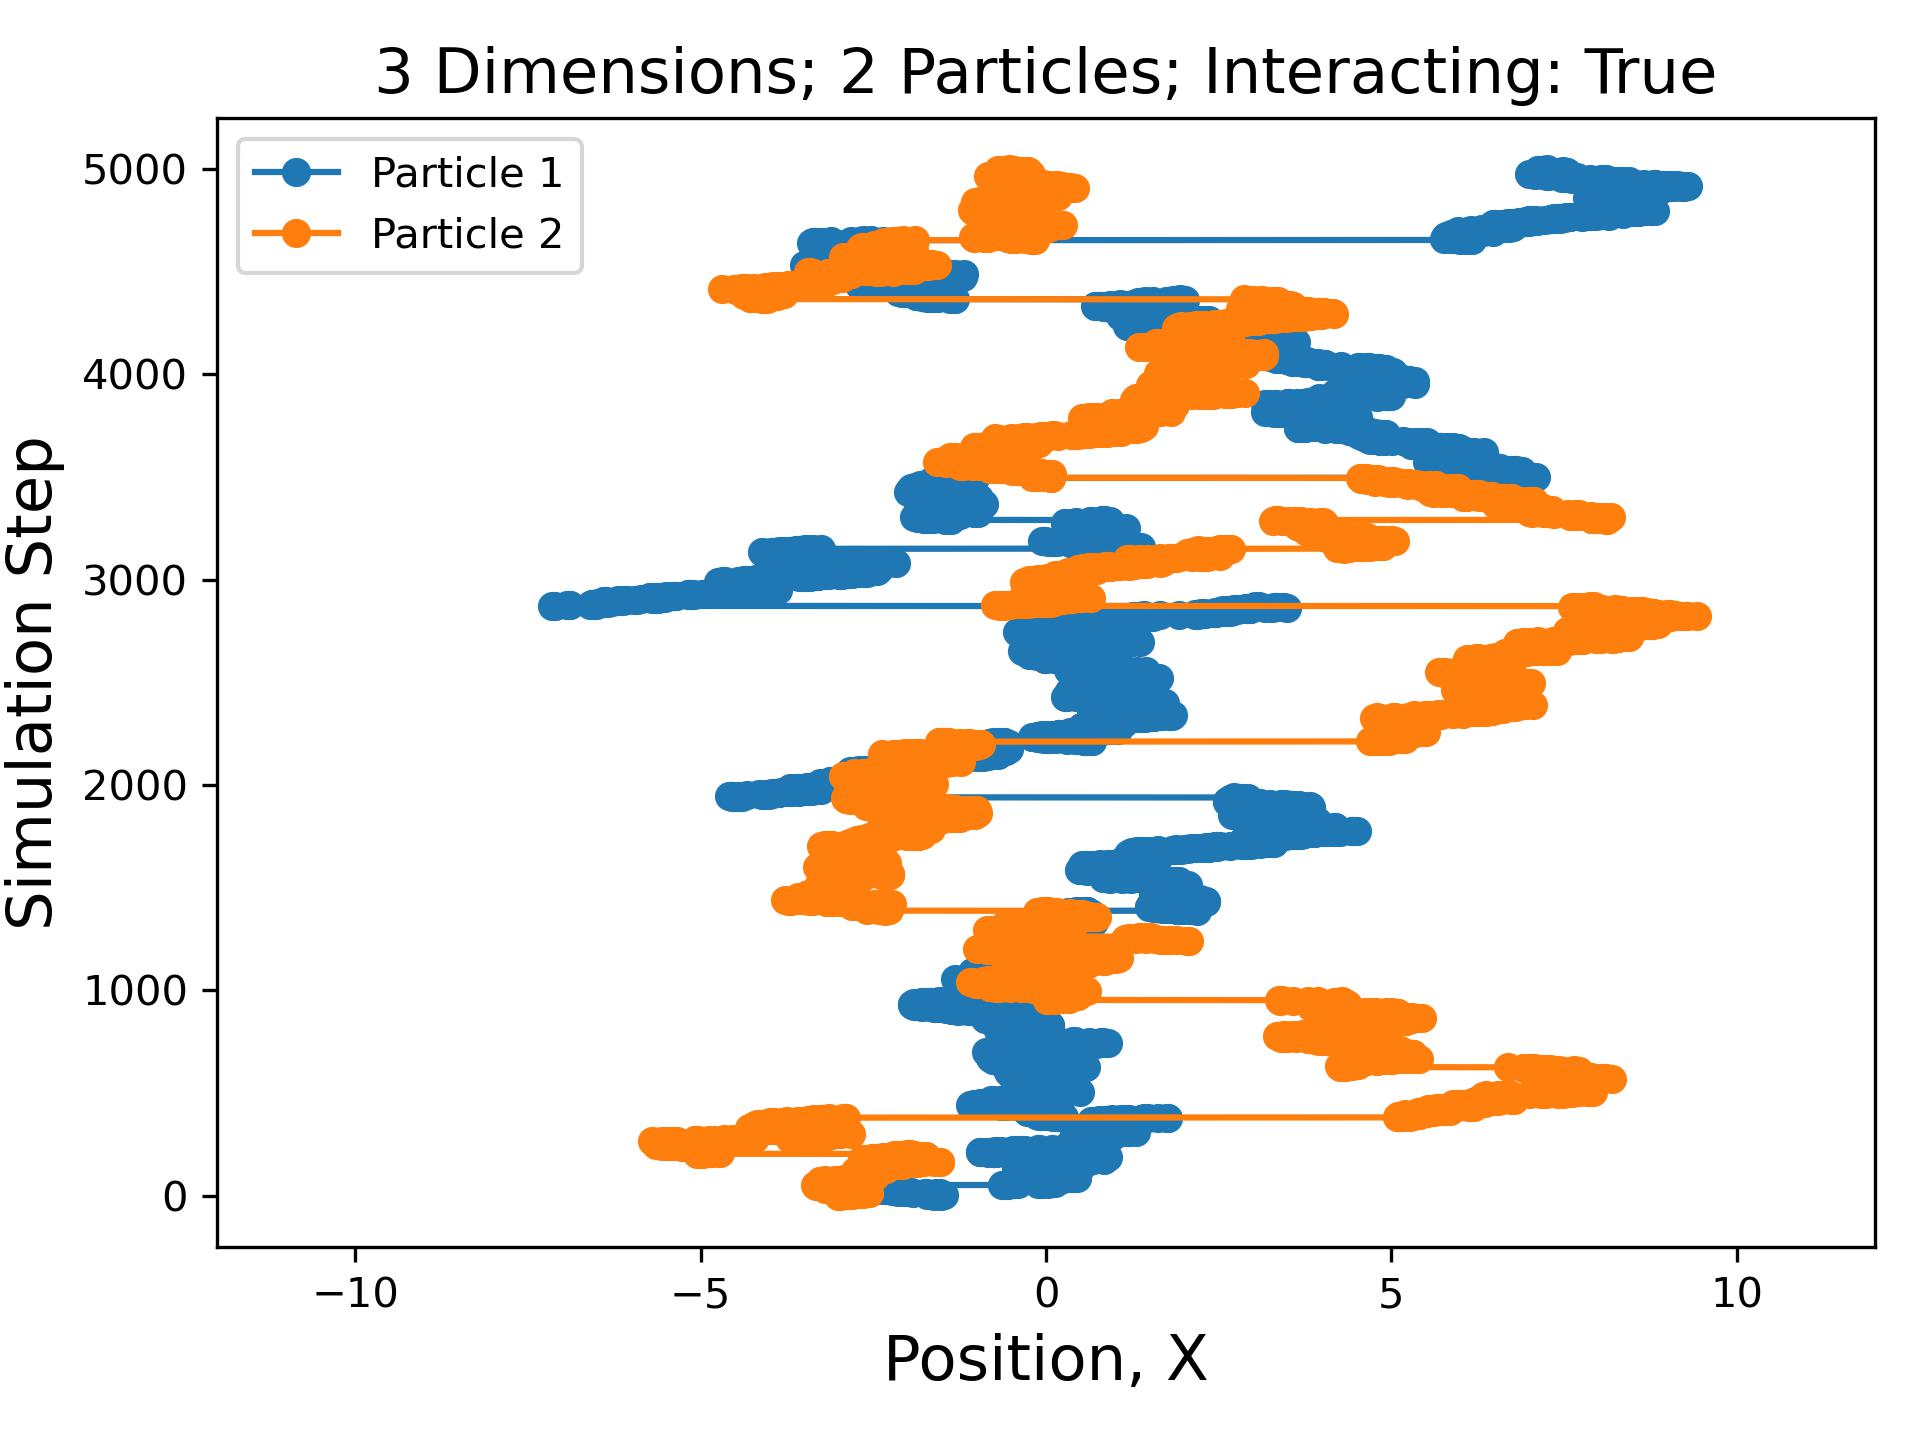 3 Dimensions; 2 Particles; Interacting: True
Particle 1
Particle 2
5000
4000
3000
2000
1000
0
Simulation Step
−10
−5
0
5
10
Position, X